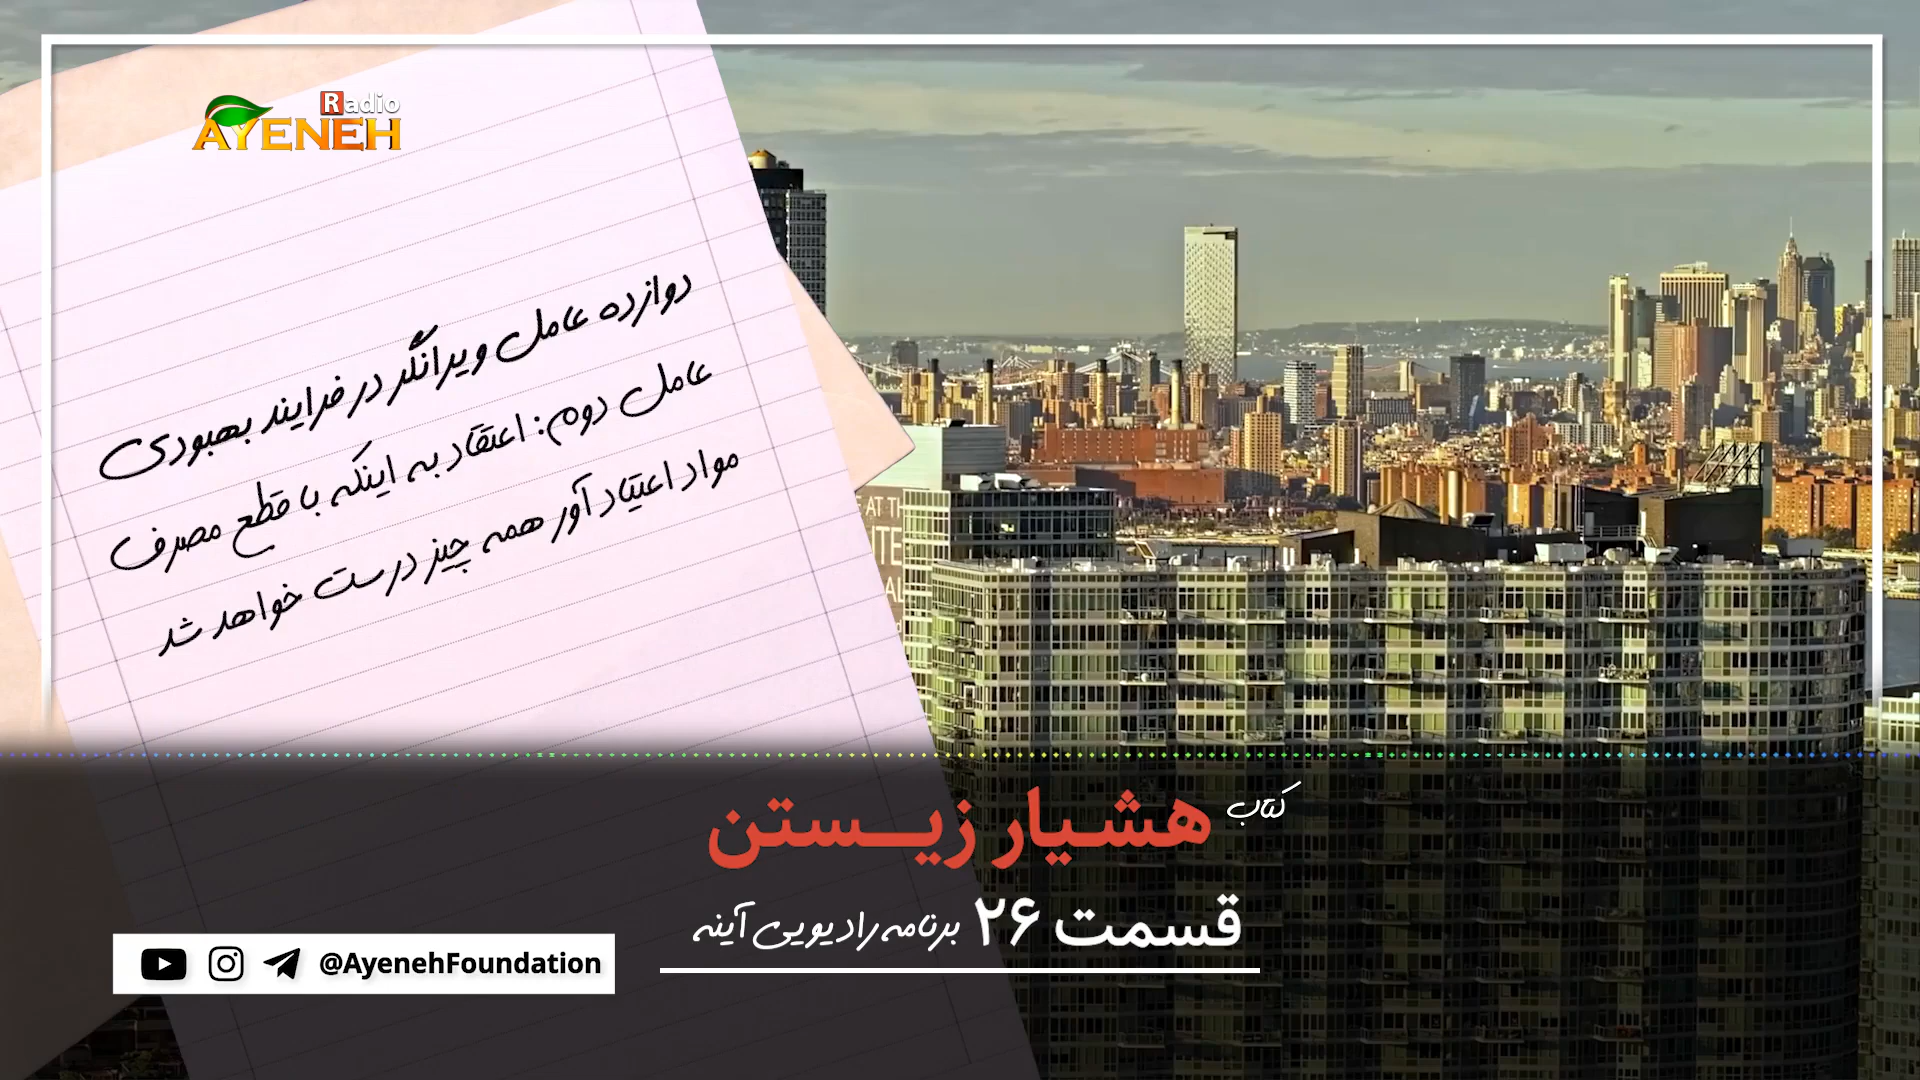 Radio
AYENEH
دوازده عامل ویرانگر در فرایند بهبودی
عامل دوم: اعتقاد به اینکه با قطع مصرف
مواد اعتیاد آور همه چیز درست خواهد شد
کتاب هشیار زیستن
قسمت ۲۶ برنامه رادیویی آینه
@AyenehFoundation